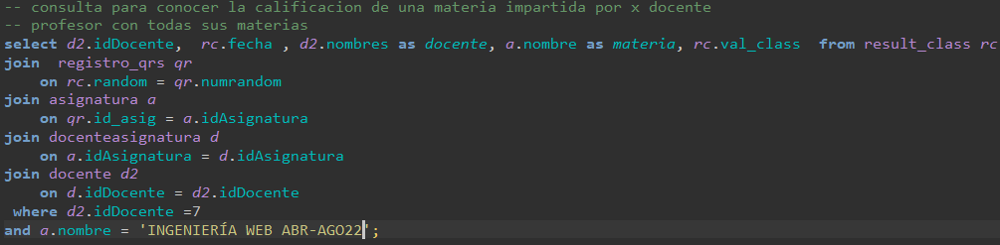 -- consulta para conocer la calificacion de una materia impartida por x docente
-- profesor con todas sus materias
select d2.idDocente,  rc.fecha , d2.nombres as docente, a.nombre as materia, rc.val_class  from result_class rc
join  registro_qrs qr
on rc.random = qr.numrandom
join asignatura a
on qr.id_asig = a.idAsignatura
join docenteasignatura d
on a.idAsignatura = d.idAsignatura
join docente d2
on d.idDocente = d2.idDocente
where d2.idDocente =7
and a.nombre = 'INGENIERÍA WEB ABR-AGO22';